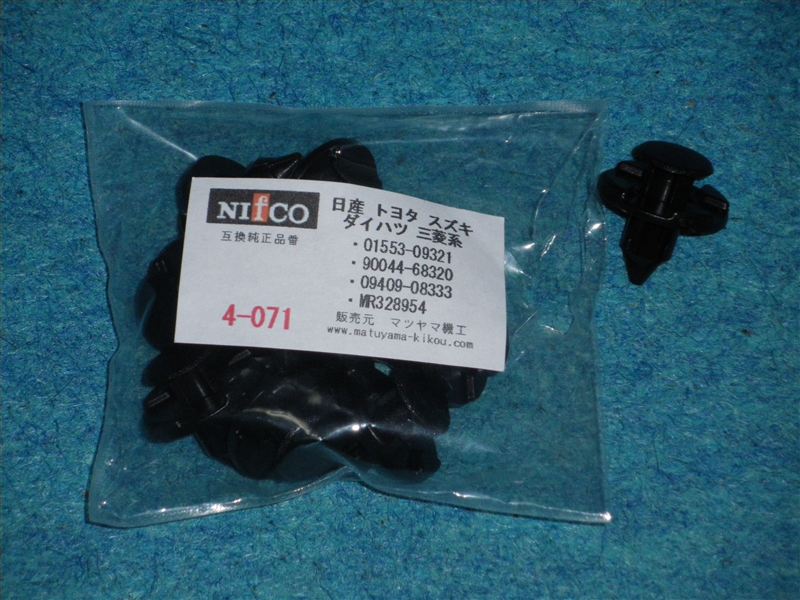 NIfCO
互換純正品番
4-071
日産 トヨタ スズキ
ダイハツ 三菱系
・01553-09321
・90044-68320
・09409-08333
・MR328954
販売元 マツヤマ機工
www.matuyama-kikou.com